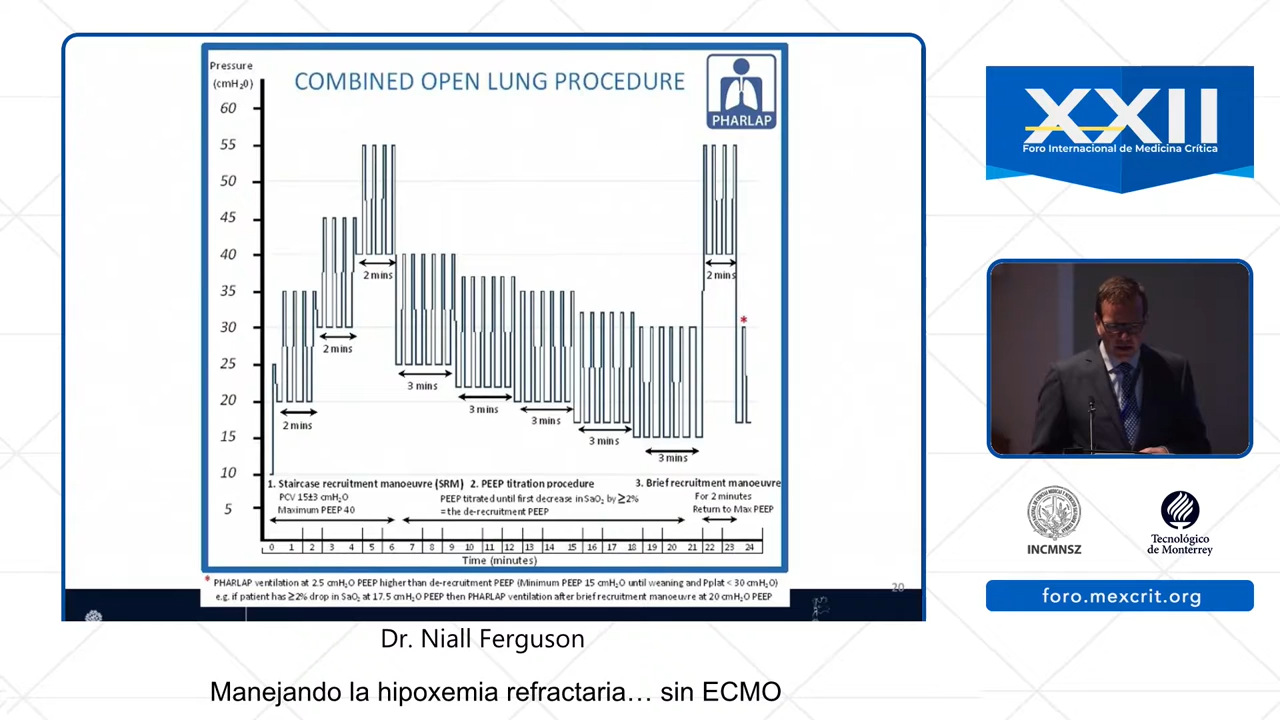 Pressure
(cmH₂0)
COMBINED OPEN LUNG PROCEDURE
PHARLAP
60
55
50
45
40
35
30
25
20
15
10
5
2 mins
2 mins
2 mins
3 mins
3 mins
3 mins
3 mins
3 mins
2 mins
*
1. Staircase recruitment manoeuvre (SRM)
PCV 15±3 cmH₂O
Maximum PEEP 40
2. PEEP titration procedure
PEEP titrated until first decrease in SaO₂ by ≥2%
= the de-recruitment PEEP
3. Brief recruitment manoeuvre
For 2 minutes
Return to Max PEEP
0 1 2 3 4 5 6 7 8 9 10 11 12 13 14 15 16 17 18 19 20 21 22 23 24
Time (minutes)
* PHARLAP ventilation at 2.5 cmH₂O PEEP higher than de-recruitment PEEP (Minimum PEEP 15 cmH₂O until weaning and Pplat < 30 cmH₂O)
e.g. if patient has ≥2% drop in SaO₂ at 17.5 cmH₂O PEEP then PHARLAP ventilation after brief recruitment manoeuvre at 20 cmH₂O PEEP
20
Dr. Niall Ferguson
Manejando la hipoxemia refractaria… sin ECMO
XXII
Foro Internacional de Medicina Crítica
INCMNSZ
Tecnológico
de Monterrey
foro.mexcrit.org